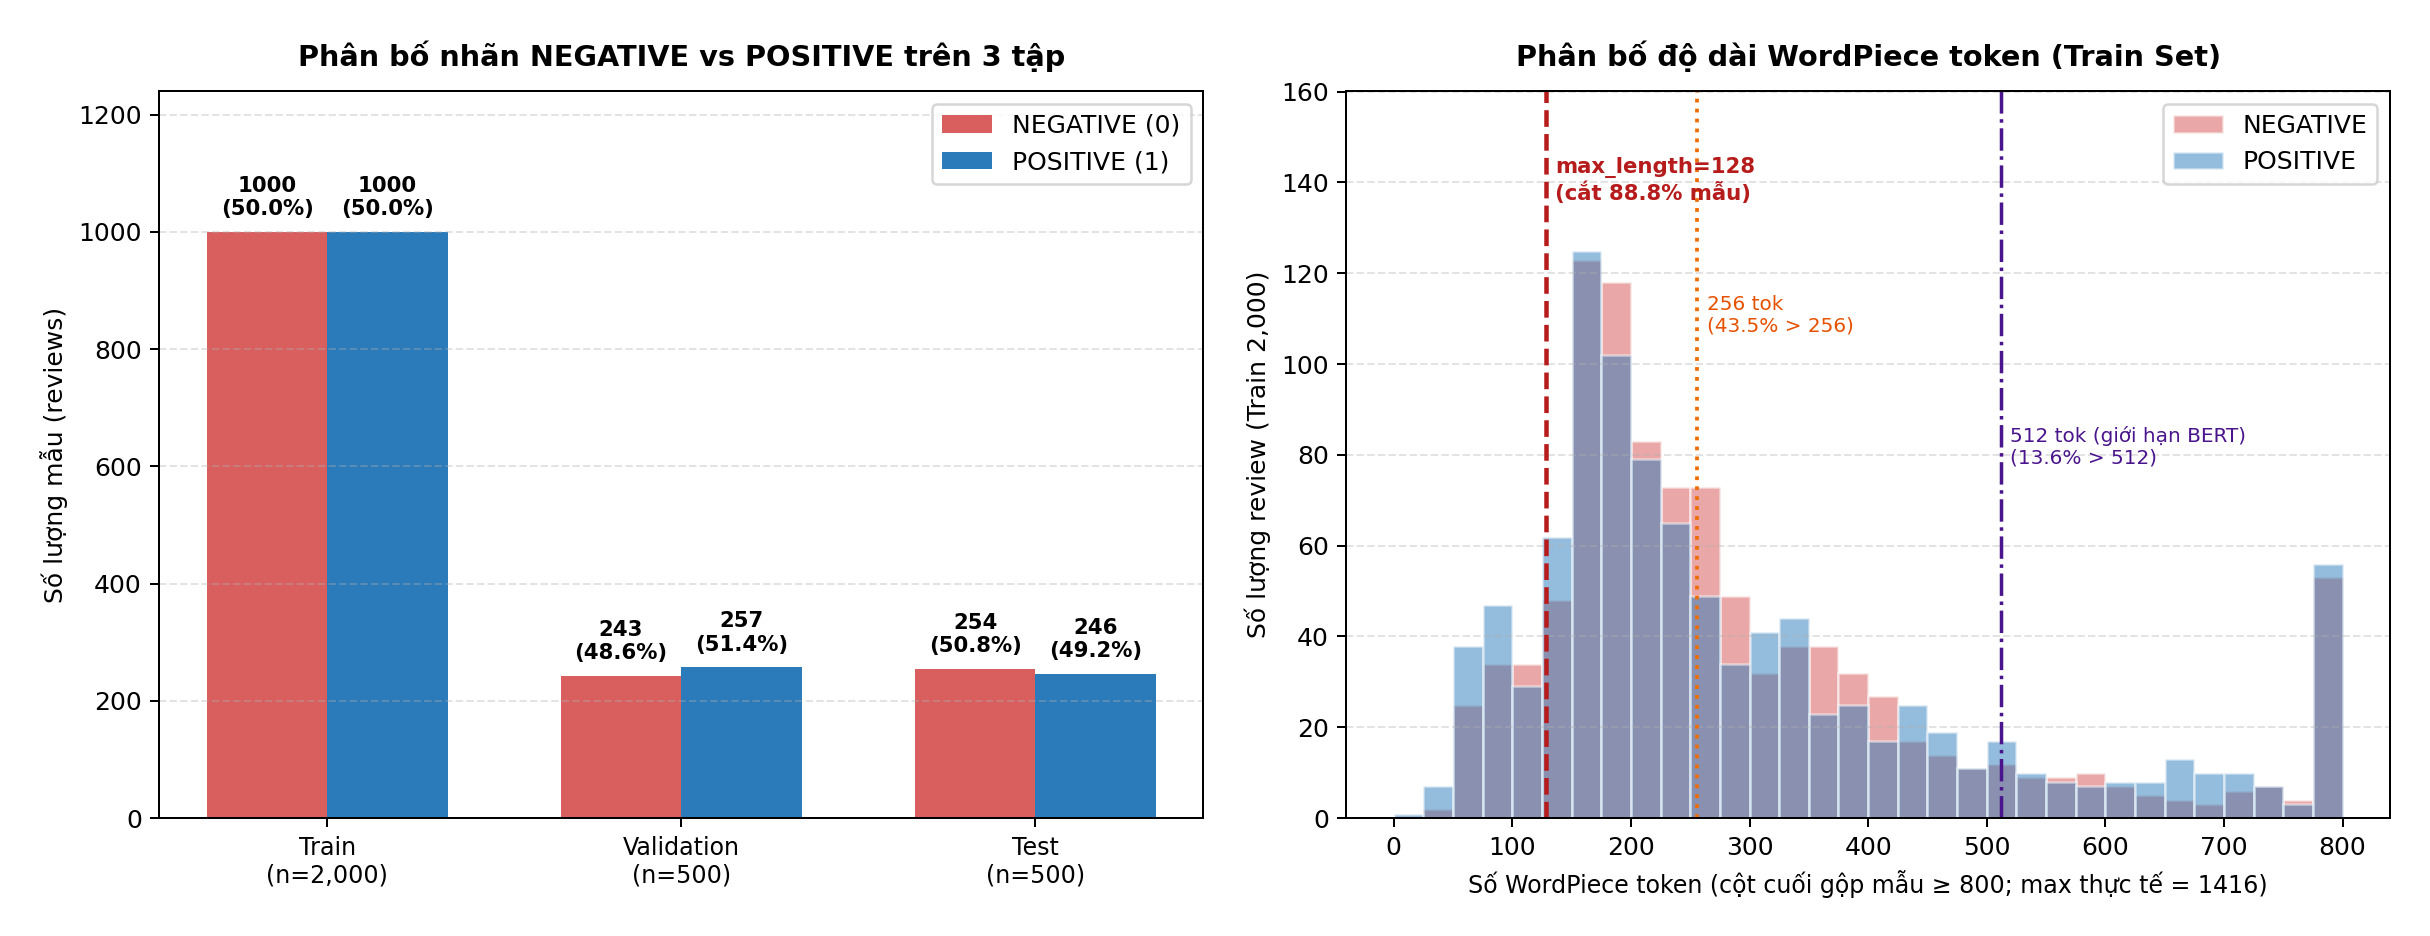 Phân bố nhãn NEGATIVE vs POSITIVE trên 3 tập
Số lượng mẫu (reviews)
1200
1000
800
600
400
200
0
NEGATIVE (0)
POSITIVE (1)
1000
(50.0%)
1000
(50.0%)
243
(48.6%)
257
(51.4%)
254
(50.8%)
246
(49.2%)
Train
(n=2,000)
Validation
(n=500)
Test
(n=500)
Phân bố độ dài WordPiece token (Train Set)
Số lượng review (Train 2,000)
160
140
120
100
80
60
40
20
0
NEGATIVE
POSITIVE
max_length=128
(cắt 88.8% mẫu)
256 tok
(43.5% > 256)
512 tok (giới hạn BERT)
(13.6% > 512)
0 100 200 300 400 500 600 700 800
Số WordPiece token (cột cuối gộp mẫu ≥ 800; max thực tế = 1416)